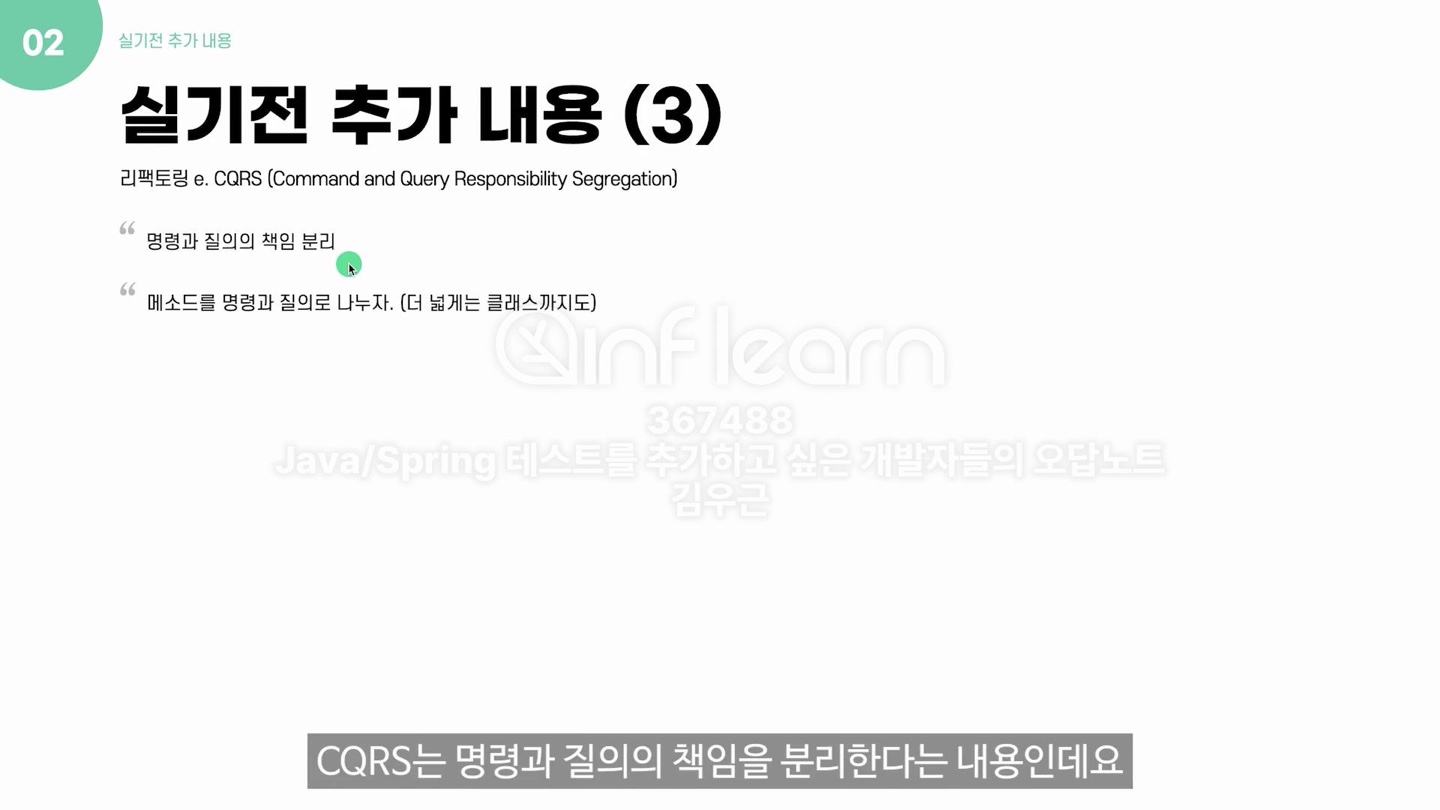 02
실기전 추가 내용
실기전 추가 내용 (3)
리팩토링 e. CQRS (Command and Query Responsibility Segregation)
“ 명령과 질의의 책임 분리
“ 메소드를 명령과 질의로 나누자. (더 넓게는 클래스까지도)
inflearn
367488
Java/Spring 테스트를 추가하고 싶은 개발자들의 오답노트
김우근
CQRS는 명령과 질의의 책임을 분리한다는 내용인데요